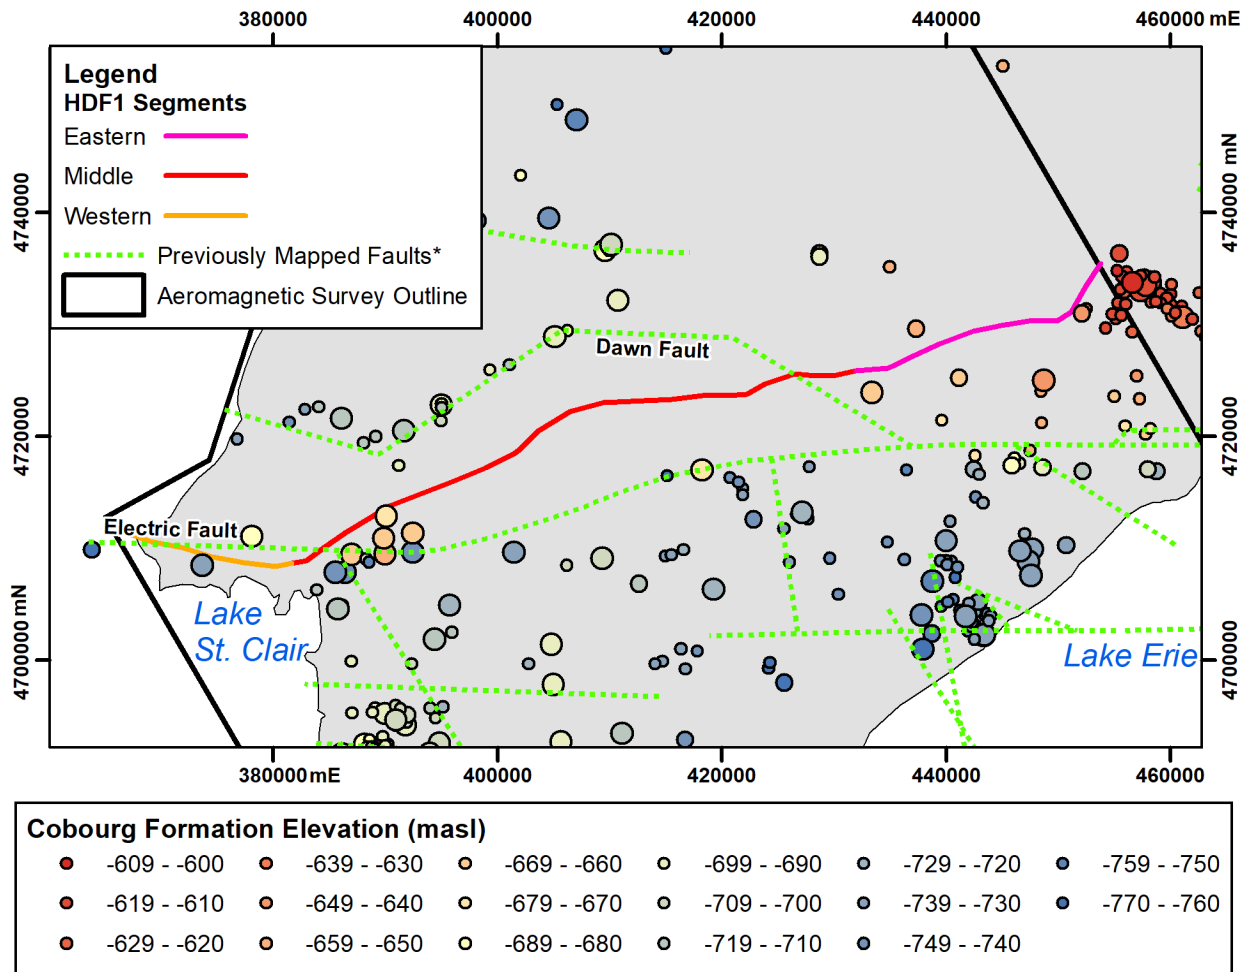 380000
400000
420000
440000
460000 mE
Legend
HDF1 Segments
Eastern
Middle
Western
Previously Mapped Faults*
Aeromagnetic Survey Outline
4740000
4720000
4700000 mN
4740000 mN
4720000
4700000
Dawn Fault
Electric Fault
Lake
St. Clair
Lake Erie
380000 mE
400000
420000
440000
460000
Cobourg Formation Elevation (masl)
-609 - -600
-639 - -630
-669 - -660
-699 - -690
-729 - -720
-759 - -750
-619 - -610
-649 - -640
-679 - -670
-709 - -700
-739 - -730
-770 - -760
-629 - -620
-659 - -650
-689 - -680
-719 - -710
-749 - -740